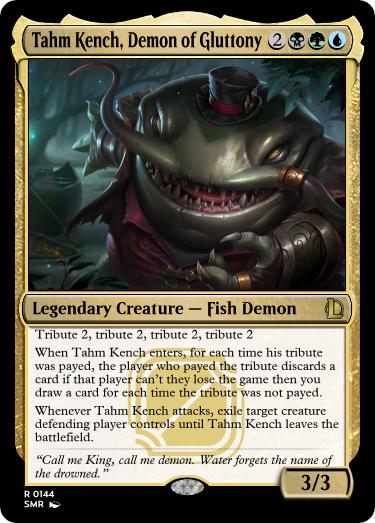 Tahm Kench, Demon of Gluttony 2
Legendary Creature — Fish Demon
Tribute 2, tribute 2, tribute 2, tribute 2
When Tahm Kench enters, for each time his tribute
was payed, the player who payed the tribute discards a
card if that player can't they lose the game then you
draw a card for each time the tribute was not payed.
Whenever Tahm Kench attacks, exile target creature
defending player controls until Tahm Kench leaves the
battlefield.
"Call me King, call me demon. Water forgets the name of
the drowned."
3/3
R 0144
SMR